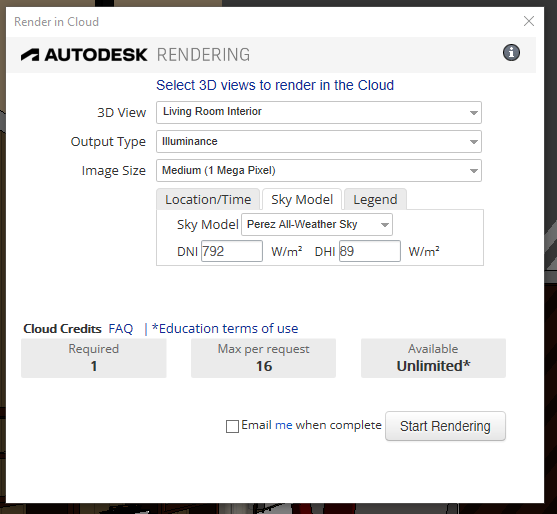 Render in Cloud
AUTODESK RENDERING
Select 3D views to render in the Cloud
3D View Living Room Interior
Output Type Illuminance
Image Size Medium (1 Mega Pixel)
Location/Time Sky Model Legend
Sky Model Perez All-Weather Sky
DNI 792 W/m² DHI 89 W/m²
Cloud Credits FAQ | *Education terms of use
Required Max per request Available
1 16 Unlimited*
Email me when complete Start Rendering